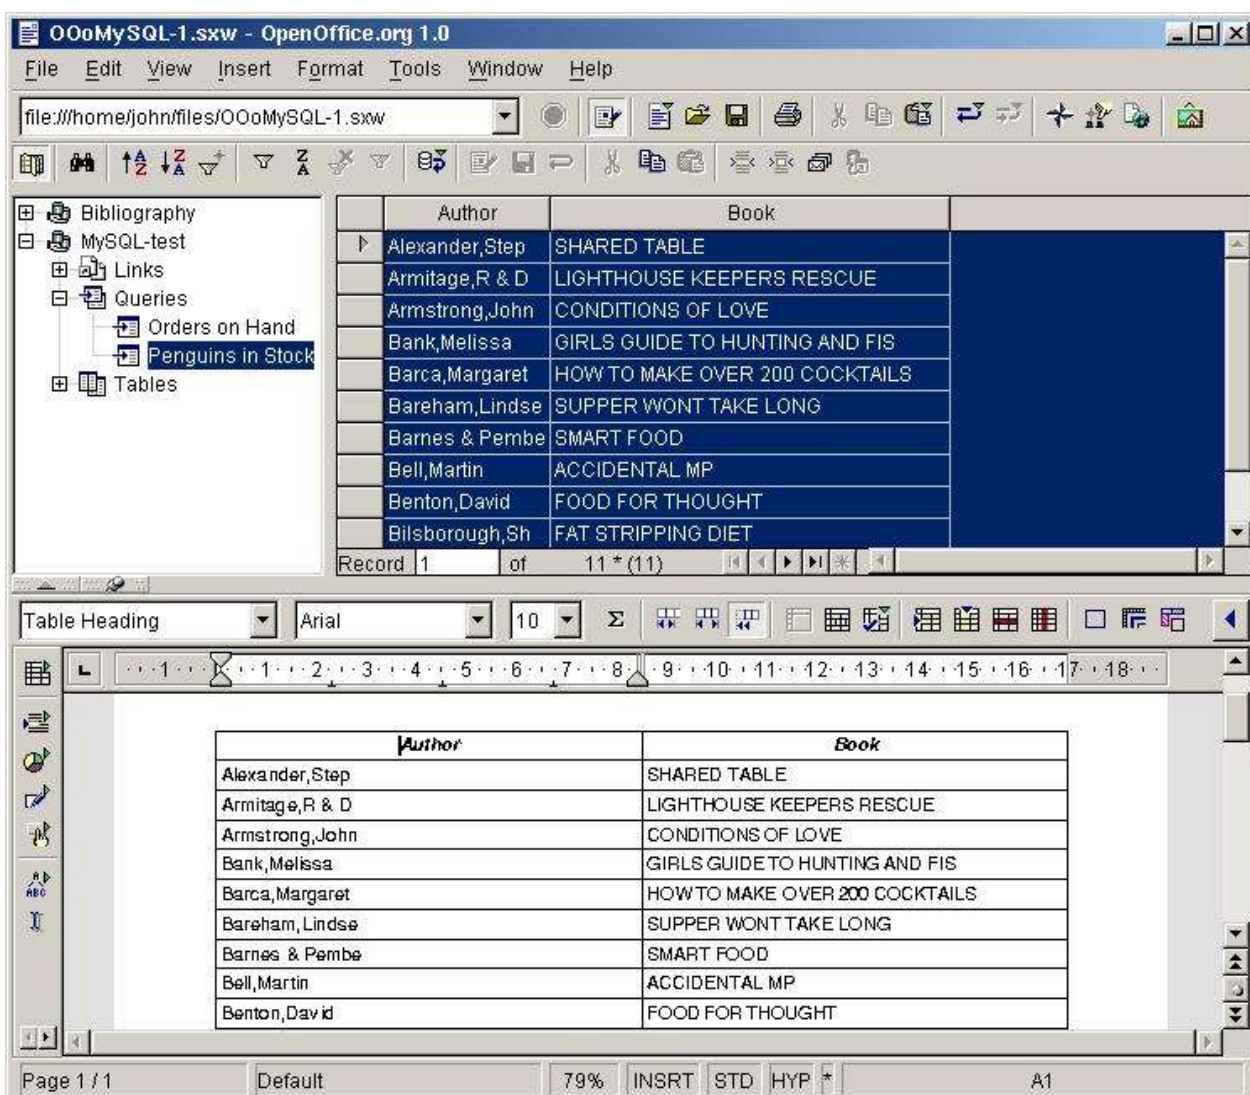 OOoMySQL-1.sxw - OpenOffice.org 1.0
File Edit View Insert Format Tools Window Help
file:///home/john/files/OOoMySQL-1.sxw
Bibliography
MySQL-test
Links
Queries
Orders on Hand
Penguins in Stock
Tables
Author Book
Alexander,Step SHARED TABLE
Armitage,R & D LIGHTHOUSE KEEPERS RESCUE
Armstrong,John CONDITIONS OF LOVE
Bank,Melissa GIRLS GUIDE TO HUNTING AND FIS
Barca,Margaret HOW TO MAKE OVER 200 COCKTAILS
Bareham,Lindse SUPPER WONT TAKE LONG
Barnes & Pembe SMART FOOD
Bell,Martin ACCIDENTAL MP
Benton,David FOOD FOR THOUGHT
Bilsborough,Sh FAT STRIPPING DIET
Record 1 of 11 * (11)
Table Heading Arial 10 Σ
1 1 2 3 4 5 6 7 8 9 10 11 12 13 14 15 16 17 18
Author Book
Alexander,Step SHARED TABLE
Armitage,R & D LIGHTHOUSE KEEPERS RESCUE
Armstrong,John CONDITIONS OF LOVE
Bank,Melissa GIRLS GUIDE TO HUNTING AND FIS
Barca,Margaret HOW TO MAKE OVER 200 COCKTAILS
Bareham,Lindse SUPPER WONT TAKE LONG
Barnes & Pembe SMART FOOD
Bell,Martin ACCIDENTAL MP
Benton,David FOOD FOR THOUGHT
Page 1 / 1 Default 79% INSRT STD HYP * A1